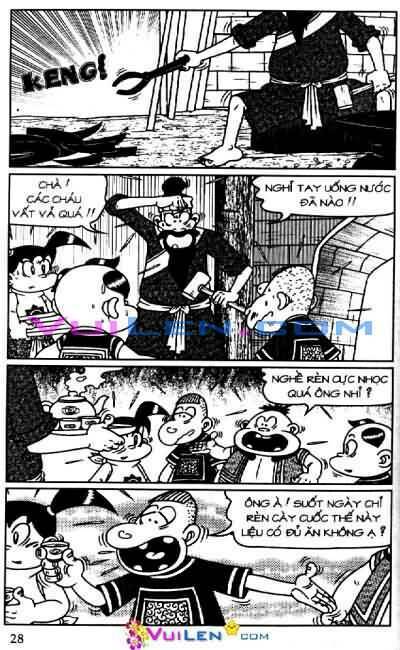 KENG!
CHÀ!
CÁC CHÁU
VẤT VẢ QUÁ!!
NGHỈ TAY UỐNG NƯỚC
ĐÃ NÀO!!
VUILEN.COM
NGHỀ RÈN CỰC NHỌC
QUÁ ÔNG NHỈ?
ÔNG À! SUỐT NGÀY CHỈ
RÈN CÀY CUỐC THẾ NÀY
LIỆU CÓ ĐỦ ĂN KHÔNG Ạ?
28
VUILEN.COM